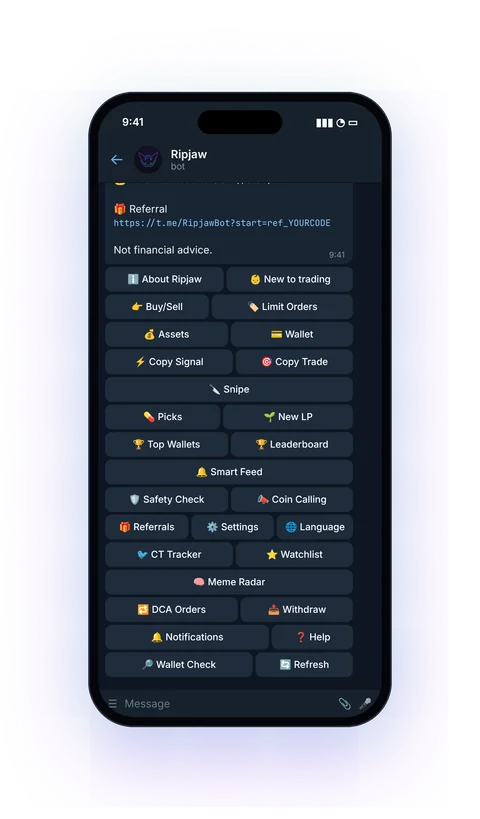 9:41
Ripjaw
bot
🎁 Referral
https://t.me/RipjawBot?start=ref_YOURCODE
Not financial advice.
9:41
ℹ️ About Ripjaw 👶 New to trading
👉 Buy/Sell 🏷️ Limit Orders
💰 Assets 💳 Wallet
⚡ Copy Signal 🎯 Copy Trade
🔪 Snipe
💊 Picks 🌱 New LP
🏆 Top Wallets 🏆 Leaderboard
🔔 Smart Feed
🛡️ Safety Check 📣 Coin Calling
🎁 Referrals ⚙️ Settings 🌐 Language
🐦 CT Tracker ⭐ Watchlist
🧠 Meme Radar
🔁 DCA Orders 📤 Withdraw
🔔 Notifications ❓ Help
🔎 Wallet Check 🔄 Refresh
Message